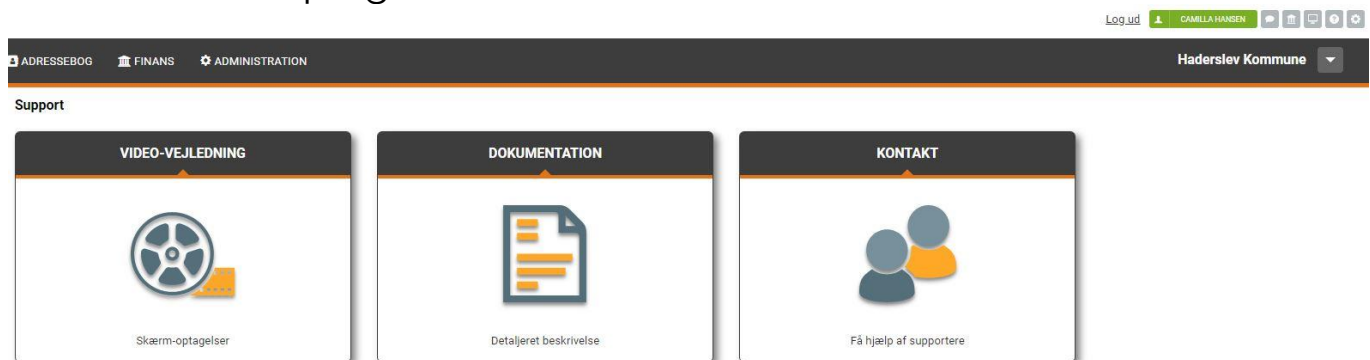 Log ud CAMILLA HANSEN
ADRESSEBOG FINANS ADMINISTRATION Haderslev Kommune
Support
VIDEO-VEJLEDNING DOKUMENTATION KONTAKT
Skærm-optagelser Detaljeret beskrivelse Få hjælp af supportere